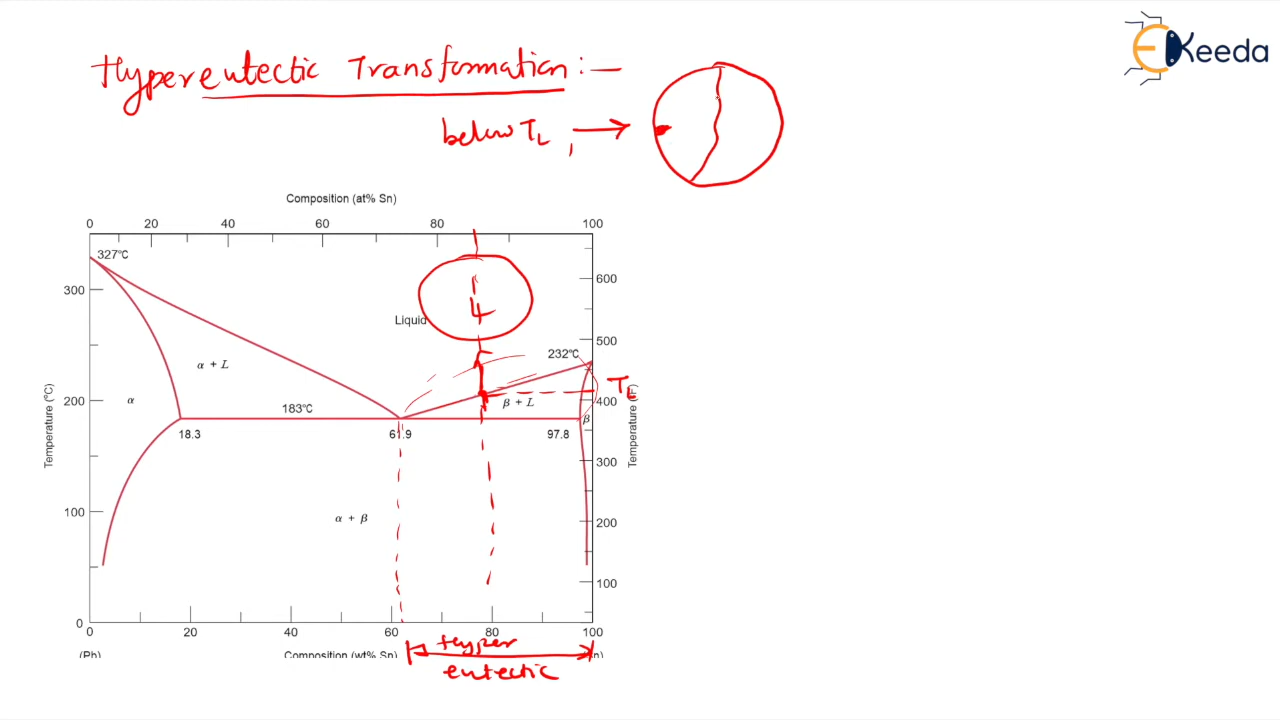 EKeeda
Hypereutectic Transformation :-
below TL,
Composition (at% Sn)
0 20 40 60 80 100
327°C
600
300
4
Liquid
500
232°C
α + L
TL
α
200
β + L
400
183°C
β
18.3
61.9
97.8
Temperature (°C)
Temperature (°F)
300
100
α + β
200
100
0
0 20 40 60 80 100
Hyper
(Pb)
Composition (wt% Sn)
eutectic